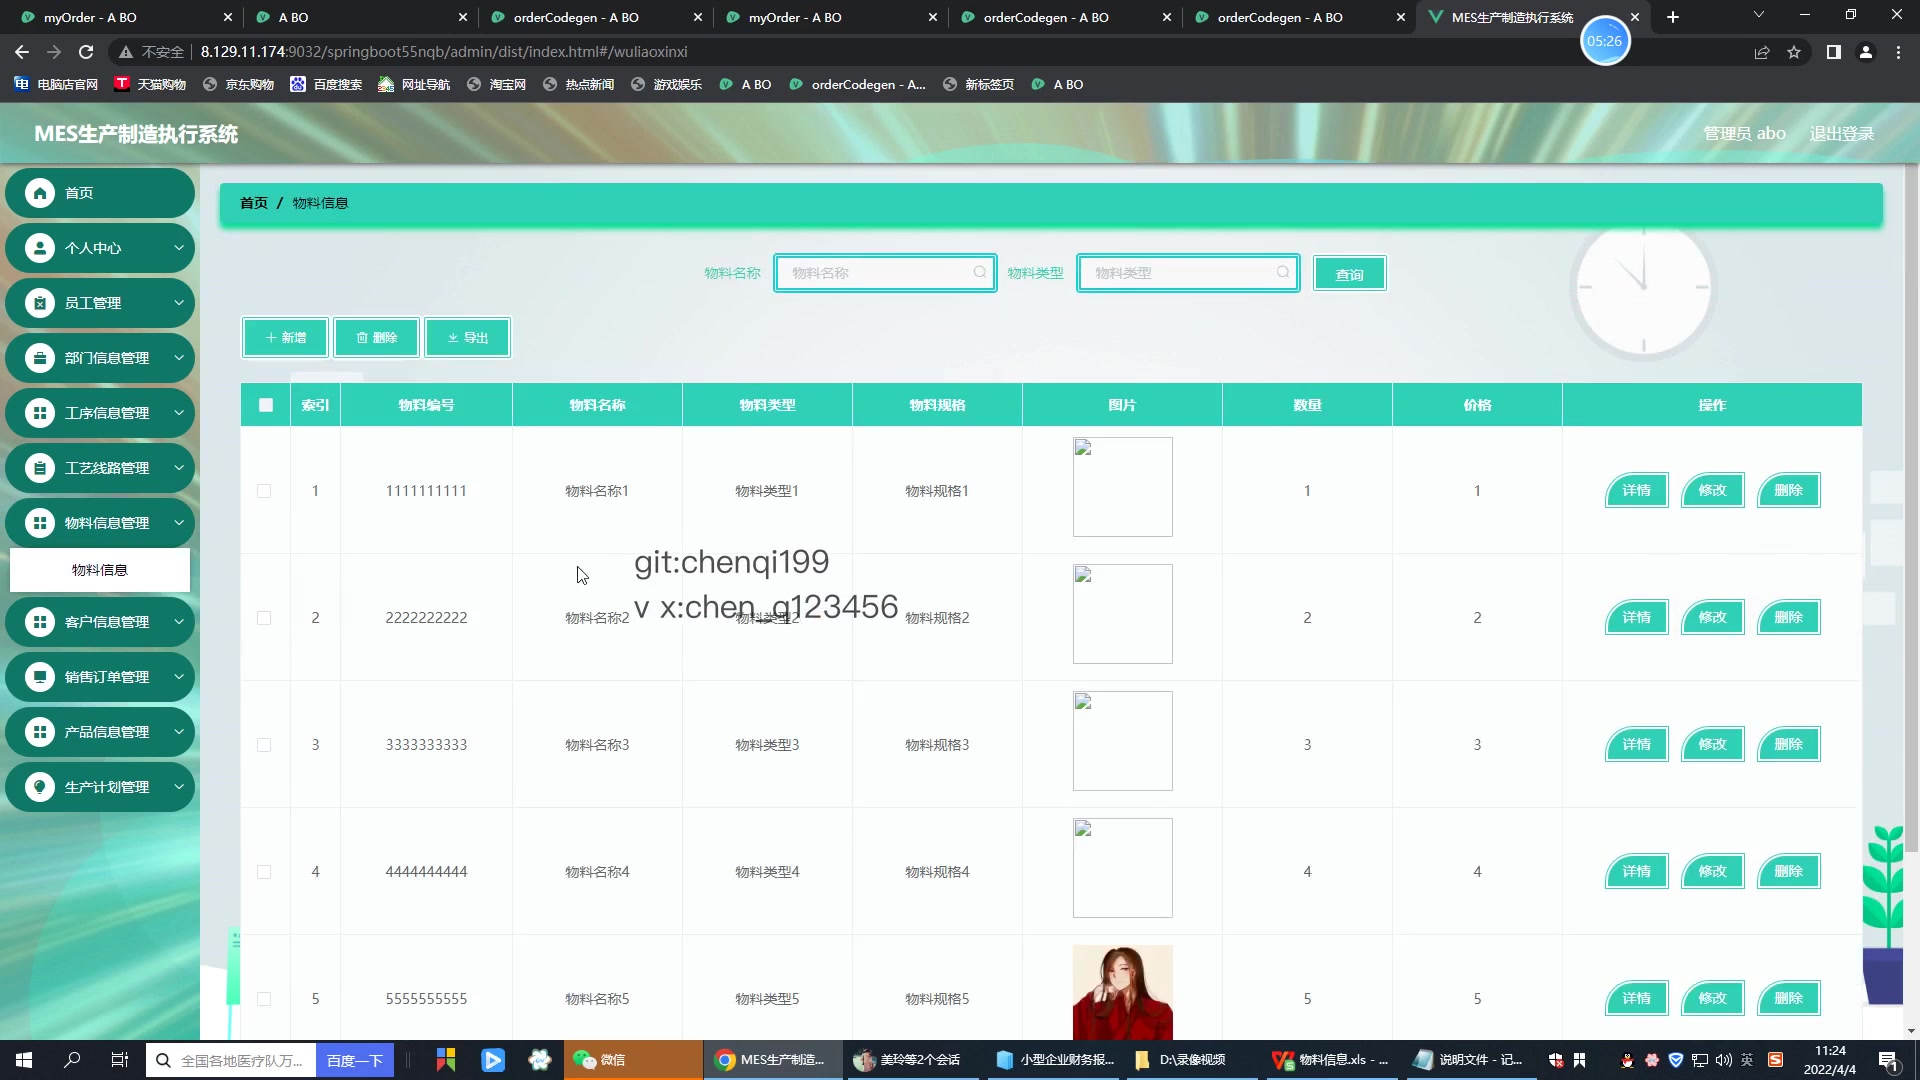 myOrder - A BO
A BO
orderCodegen - A BO
myOrder - A BO
orderCodegen - A BO
orderCodegen - A BO
MES生产制造执行系统
05:26
不安全
8.129.11.174:9032/springboot55nqb/admin/dist/index.html#/wuliaoxinxi
电脑店官网
天猫购物
京东购物
百度搜索
网址导航
淘宝网
热点新闻
游戏娱乐
A BO
orderCodegen - A...
新标签页
A BO
MES生产制造执行系统
管理员 abo
退出登录
首页
个人中心
员工管理
部门信息管理
工序信息管理
工艺线路管理
物料信息管理
物料信息
客户信息管理
销售订单管理
产品信息管理
生产计划管理
首页 / 物料信息
物料名称 物料名称 物料类型 物料类型 查询
新增 删除 导出
索引 物料编号 物料名称 物料类型 物料规格 图片 数量 价格 操作
1 1111111111 物料名称1 物料类型1 物料规格1 1 1 详情 修改 删除
git:chenqi199
v x:chen_q123456
2 2222222222 物料名称2 物料类型2 物料规格2 2 2 详情 修改 删除
3 3333333333 物料名称3 物料类型3 物料规格3 3 3 详情 修改 删除
4 4444444444 物料名称4 物料类型4 物料规格4 4 4 详情 修改 删除
5 5555555555 物料名称5 物料类型5 物料规格5 5 5 详情 修改 删除
全国各地医疗队万...
百度一下
微信
MES生产制造...
美玲等2个会话
小型企业财务报...
D:\录像视频
物料信息.xls - ...
说明文件 - 记...
英
11:24
2022/4/4
1